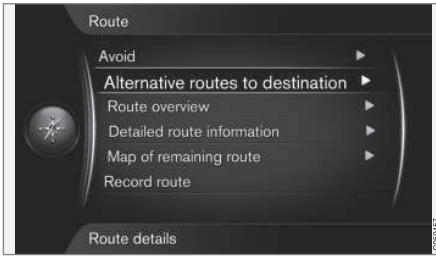 Route
Avoid
Alternative routes to destination
Route overview
Detailed route information
Map of remaining route
Record route
Route details